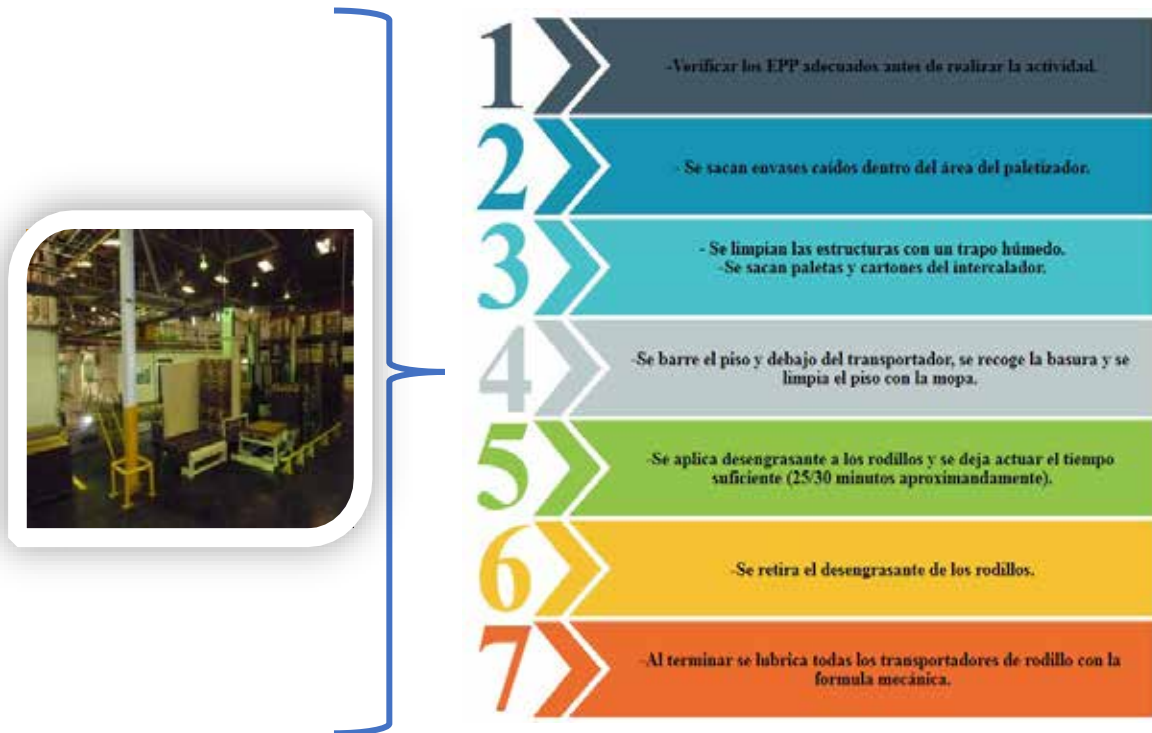 1
-Verificar los EPP adecuados antes de realizar la actividad.
2
- Se sacan envases caídos dentro del área del paletizador.
3
- Se limpian las estructuras con un trapo húmedo.
-Se sacan paletas y cartones del intercalador.
4
-Se barre el piso y debajo del transportador, se recoge la basura y se
limpia el piso con la mopa.
5
-Se aplica desengrasante a los rodillos y se deja actuar el tiempo
suficiente (25/30 minutos aproximandamente).
6
-Se retira el desengrasante de los rodillos.
7
-Al terminar se lubrica todas los transportadores de rodillo con la
formula mecánica.